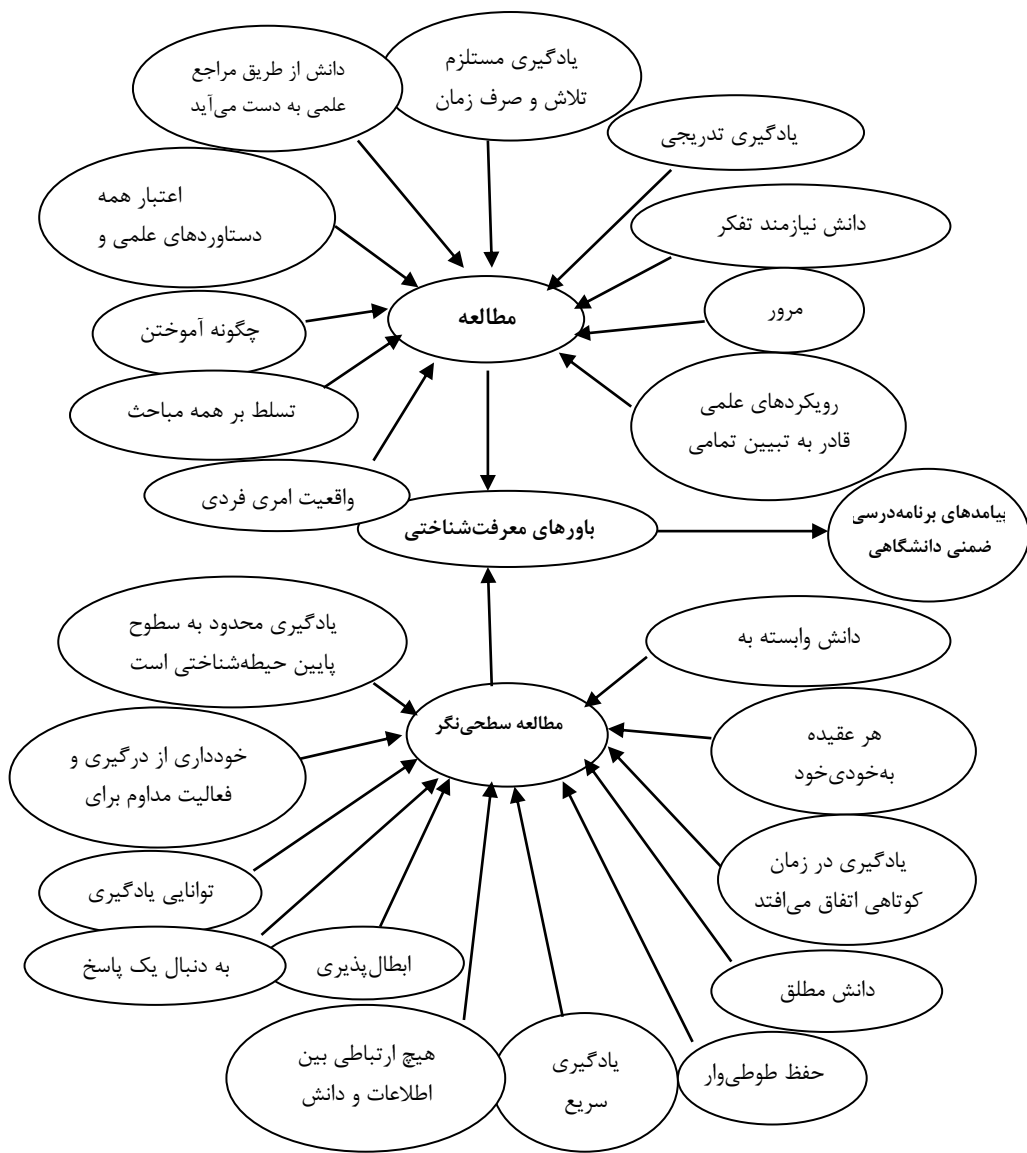 یادگیری مستلزم
تلاش و صرف زمان
دانش از طریق مراجع
علمی به دست می‌آید
یادگیری تدریجی
اعتبار همه
دستاوردهای علمی و
دانش نیازمند تفکر
مرور
چگونه آموختن
مطالعه
تسلط بر همه مباحث
رویکردهای علمی
قادر به تبیین تمامی
واقعیت امری فردی
باورهای معرفت‌شناختی
پیامدهای برنامه‌درسی
ضمنی دانشگاهی
یادگیری محدود به سطوح
پایین حیطه‌شناختی است
دانش وابسته به
مطالعه سطحی‌نگر
هر عقیده
به‌خودی‌خود
خودداری از درگیری و
فعالیت مداوم برای
یادگیری در زمان
کوتاهی اتفاق می‌افتد
توانایی یادگیری
به دنبال یک پاسخ
ابطال‌پذیری
دانش مطلق
هیچ ارتباطی بین
اطلاعات و دانش
یادگیری
سریع
حفظ طوطی‌وار